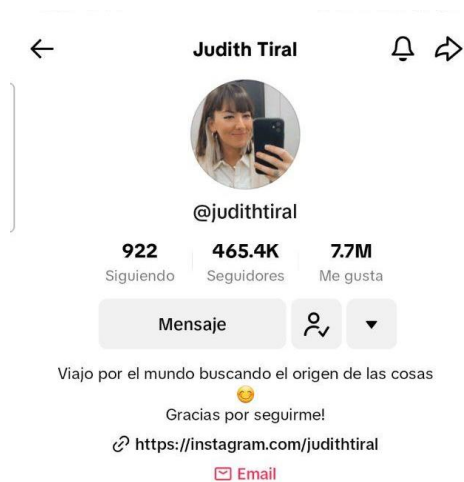 Judith Tiral
@judithtiral
922 465.4K 7.7M
Siguiendo Seguidores Me gusta
Mensaje
Viajo por el mundo buscando el origen de las cosas
😊
Gracias por seguirme!
https://instagram.com/judithtiral
Email